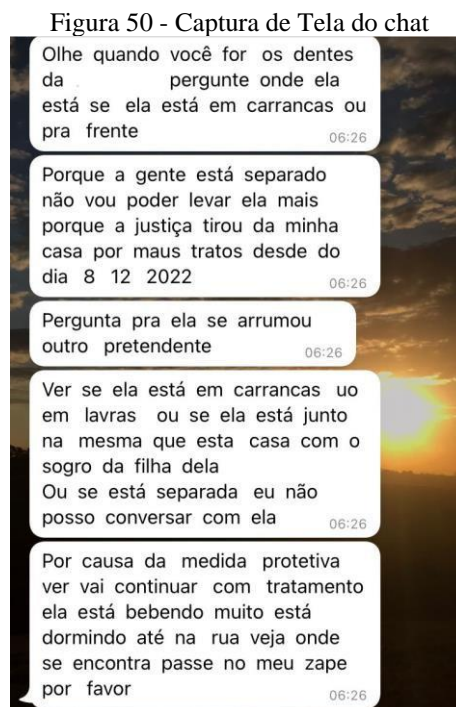 Figura 50 - Captura de Tela do chat
Olhe quando você for os dentes
da pergunte onde ela
está se ela está em carrancas ou
pra frente
06:26
Porque a gente está separado
não vou poder levar ela mais
porque a justiça tirou da minha
casa por maus tratos desde do
dia 8 12 2022
06:26
Pergunta pra ela se arrumou
outro pretendente
06:26
Ver se ela está em carrancas uo
em lavras ou se ela está junto
na mesma que esta casa com o
sogro da filha dela
Ou se está separada eu não
posso conversar com ela
06:26
Por causa da medida protetiva
ver vai continuar com tratamento
ela está bebendo muito está
dormindo até na rua veja onde
se encontra passe no meu zape
por favor
06:26